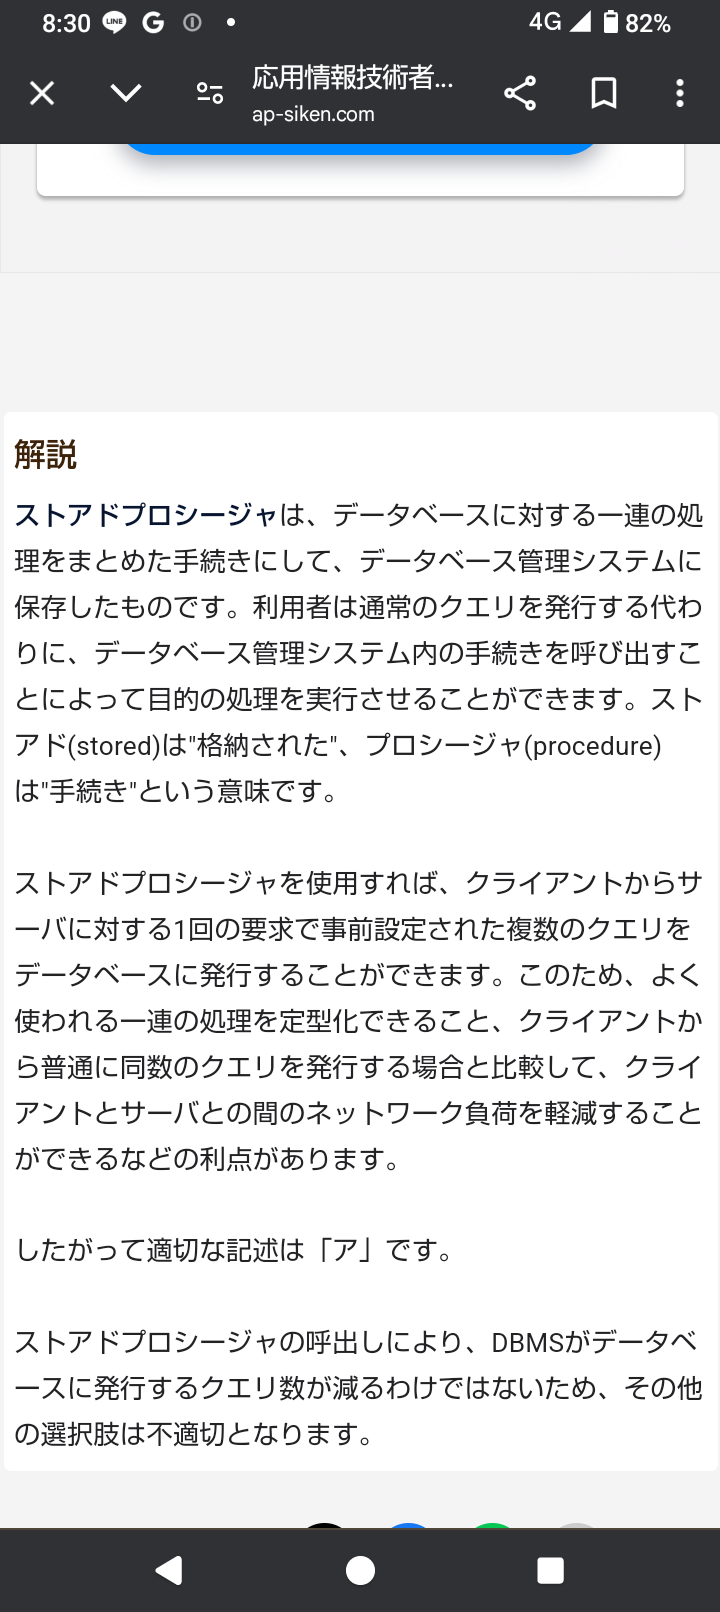 8:30 LINE G
4G 82%
応用情報技術者...
ap-siken.com
解説
ストアドプロシージャは、データベースに対する一連の処
理をまとめた手続きにして、データベース管理システムに
保存したものです。利用者は通常のクエリを発行する代わ
りに、データベース管理システム内の手続きを呼び出すこ
とによって目的の処理を実行させることができます。スト
アド(stored)は"格納された"、プロシージャ(procedure)
は"手続き"という意味です。
ストアドプロシージャを使用すれば、クライアントからサ
ーバに対する1回の要求で事前設定された複数のクエリを
データベースに発行することができます。このため、よく
使われる一連の処理を定型化できること、クライアントか
ら普通に同数のクエリを発行する場合と比較して、クライ
アントとサーバとの間のネットワーク負荷を軽減すること
ができるなどの利点があります。
したがって適切な記述は「ア」です。
ストアドプロシージャの呼出しにより、DBMSがデータベ
ースに発行するクエリ数が減るわけではないため、その他
の選択肢は不適切となります。